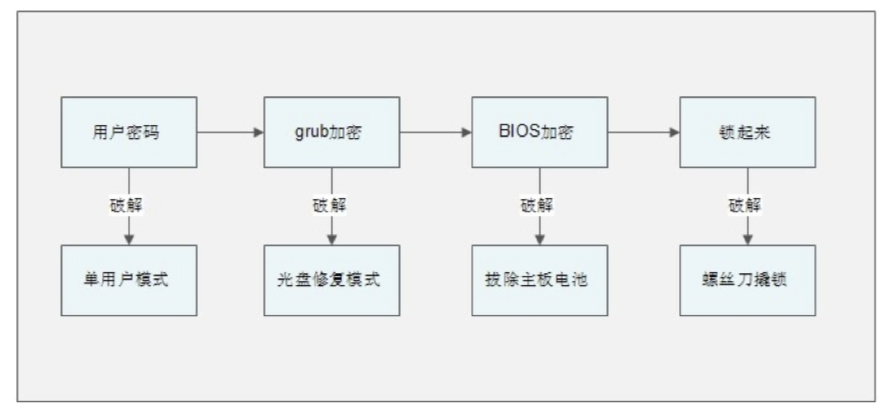 用户密码
grub加密
BIOS加密
锁起来
破解
破解
破解
破解
单用户模式
光盘修复模式
拔除主板电池
螺丝刀撬锁